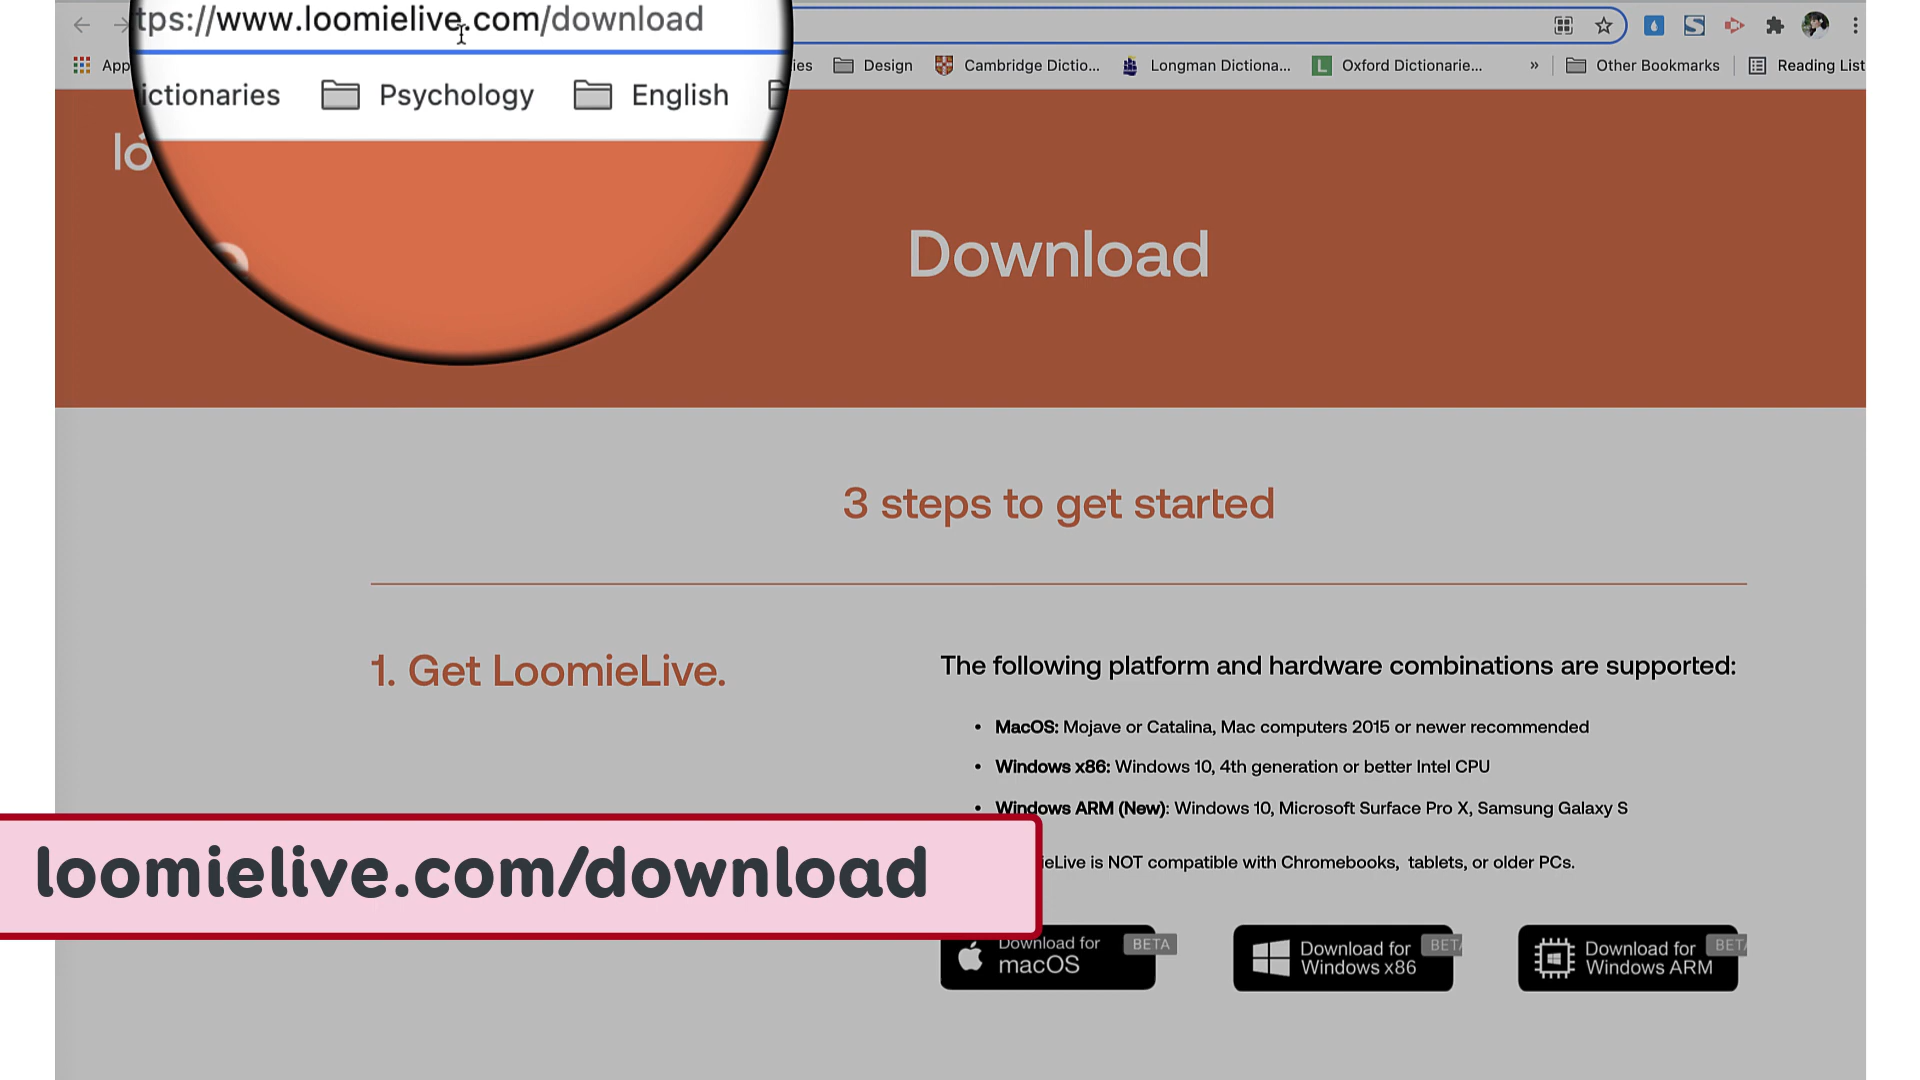 tps://www.loomielive.com/download
App
ictionaries Psychology English
ies Design Cambridge Dictio... Longman Dictiona... L Oxford Dictionarie... » Other Bookmarks Reading List
Download
3 steps to get started
1. Get LoomieLive.
The following platform and hardware combinations are supported:
• MacOS: Mojave or Catalina, Mac computers 2015 or newer recommended
• Windows x86: Windows 10, 4th generation or better Intel CPU
• Windows ARM (New): Windows 10, Microsoft Surface Pro X, Samsung Galaxy S
ieLive is NOT compatible with Chromebooks, tablets, or older PCs.
loomielive.com/download
Download for
macOS
BETA
Download for
Windows x86
BET
Download for
Windows ARM
BET